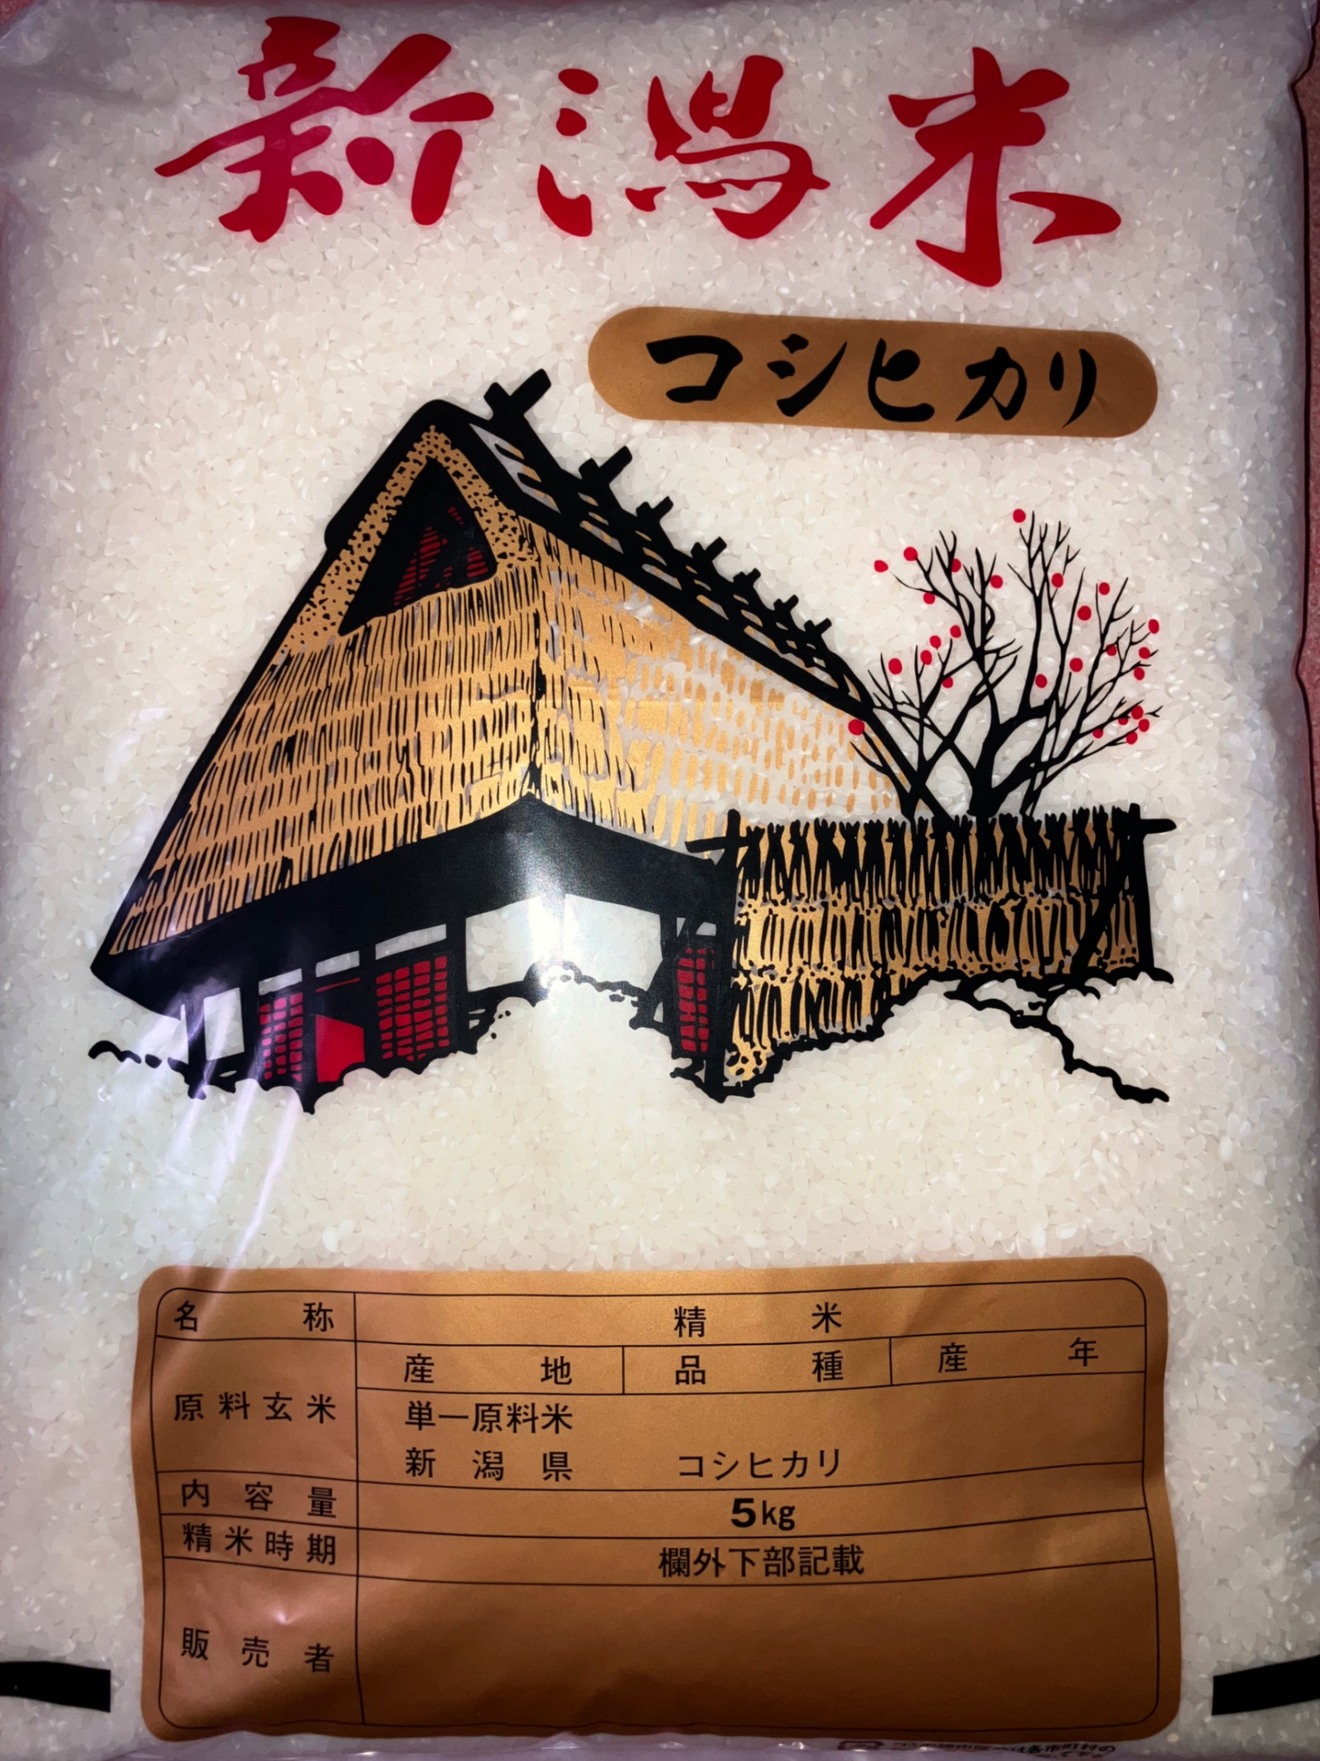 新潟米
コシヒカリ
名称 精米
原料玄米 産地 品種 産年
単一原料米
新潟県 コシヒカリ
内容量 5kg
精米時期 欄外下部記載
販売者